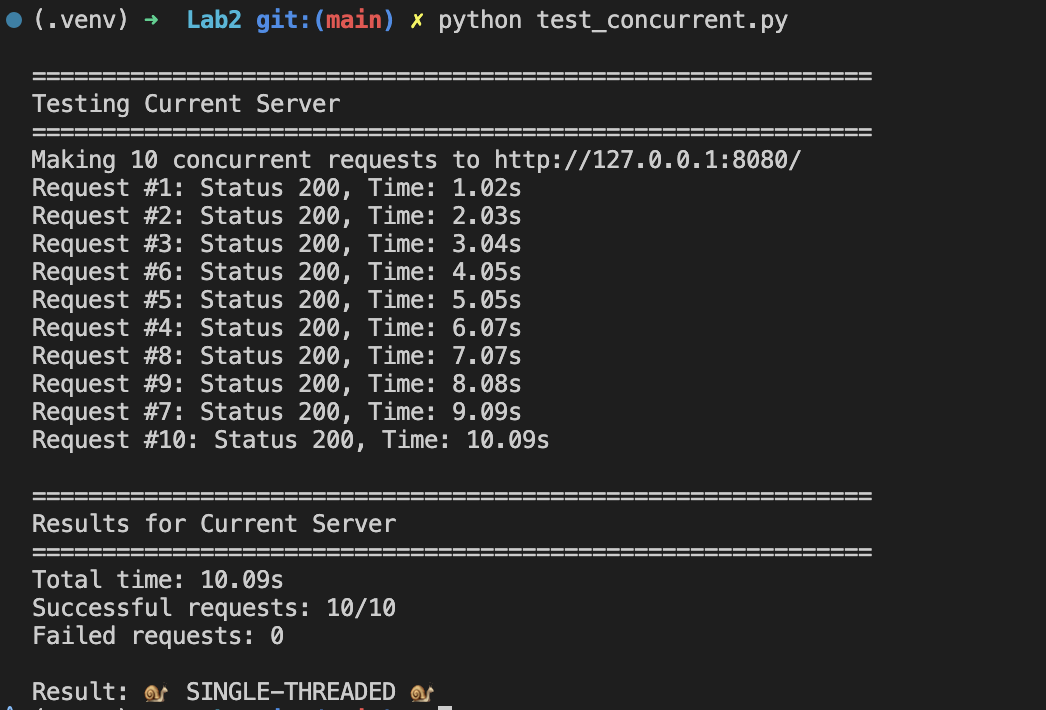 (.venv) ➜ Lab2 git:(main) ✗ python test_concurrent.py
============================================================
Testing Current Server
============================================================
Making 10 concurrent requests to http://127.0.0.1:8080/
Request #1: Status 200, Time: 1.02s
Request #2: Status 200, Time: 2.03s
Request #3: Status 200, Time: 3.04s
Request #6: Status 200, Time: 4.05s
Request #5: Status 200, Time: 5.05s
Request #4: Status 200, Time: 6.07s
Request #8: Status 200, Time: 7.07s
Request #9: Status 200, Time: 8.08s
Request #7: Status 200, Time: 9.09s
Request #10: Status 200, Time: 10.09s
============================================================
Results for Current Server
============================================================
Total time: 10.09s
Successful requests: 10/10
Failed requests: 0
Result: 🐌 SINGLE-THREADED 🐌